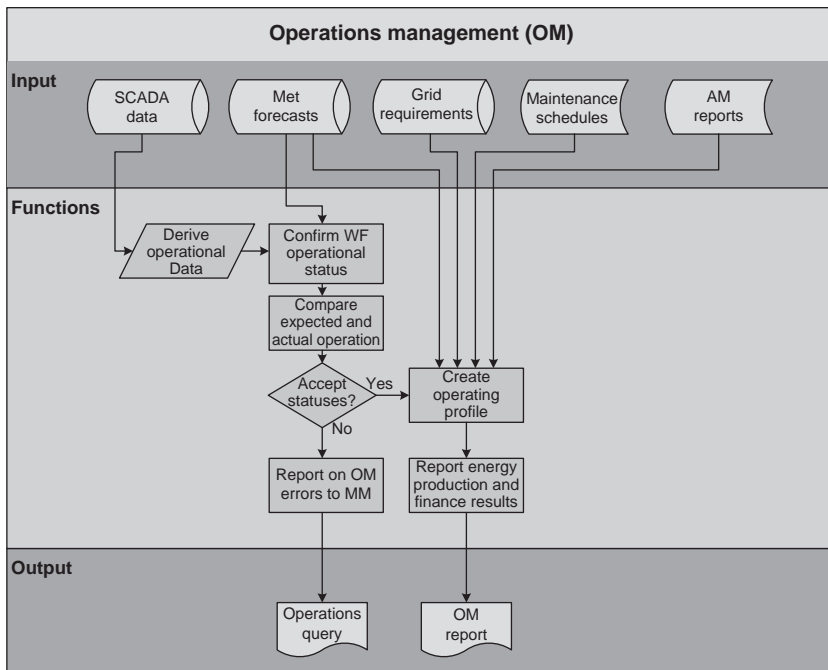 Operations management (OM)
Input
SCADA
data
Met
forecasts
Grid
requirements
Maintenance
schedules
AM
reports
Functions
Derive
operational
Data
Confirm WF
operational
status
Compare
expected and
actual operation
Accept
statuses?
Yes
No
Create
operating
profile
Report on OM
errors to MM
Report energy
production and
finance results
Output
Operations
query
OM
report